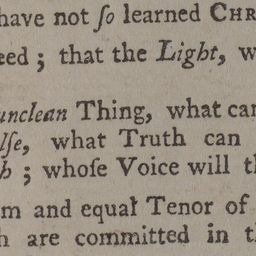 have not ſo learned CHR
eed ; that the Light, w
unclean Thing, what can
lſe, what Truth can
h ; whoſe Voice will th
m and equal Tenor of
h are committed in t